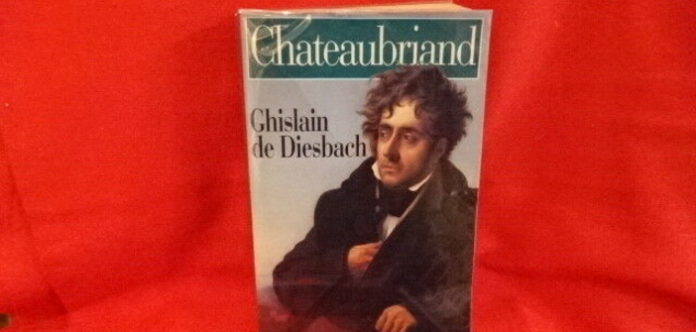 Chateaubriand
Ghislain
de Diesbach